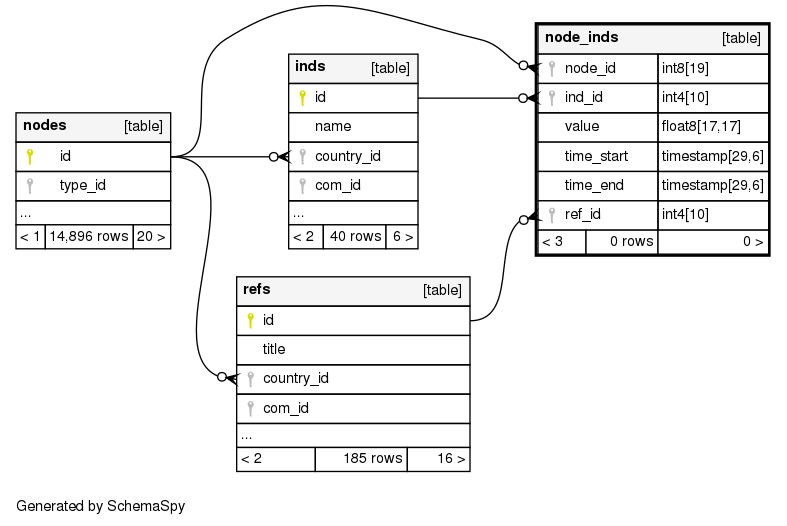 nodes [table]
id
type_id
...
< 1 14,896 rows 20 >
inds [table]
id
name
country_id
com_id
...
< 2 40 rows 6 >
refs [table]
id
title
country_id
com_id
...
< 2 185 rows 16 >
node_inds [table]
node_id int8[19]
ind_id int4[10]
value float8[17,17]
time_start timestamp[29,6]
time_end timestamp[29,6]
ref_id int4[10]
< 3 0 rows 0 >
Generated by SchemaSpy